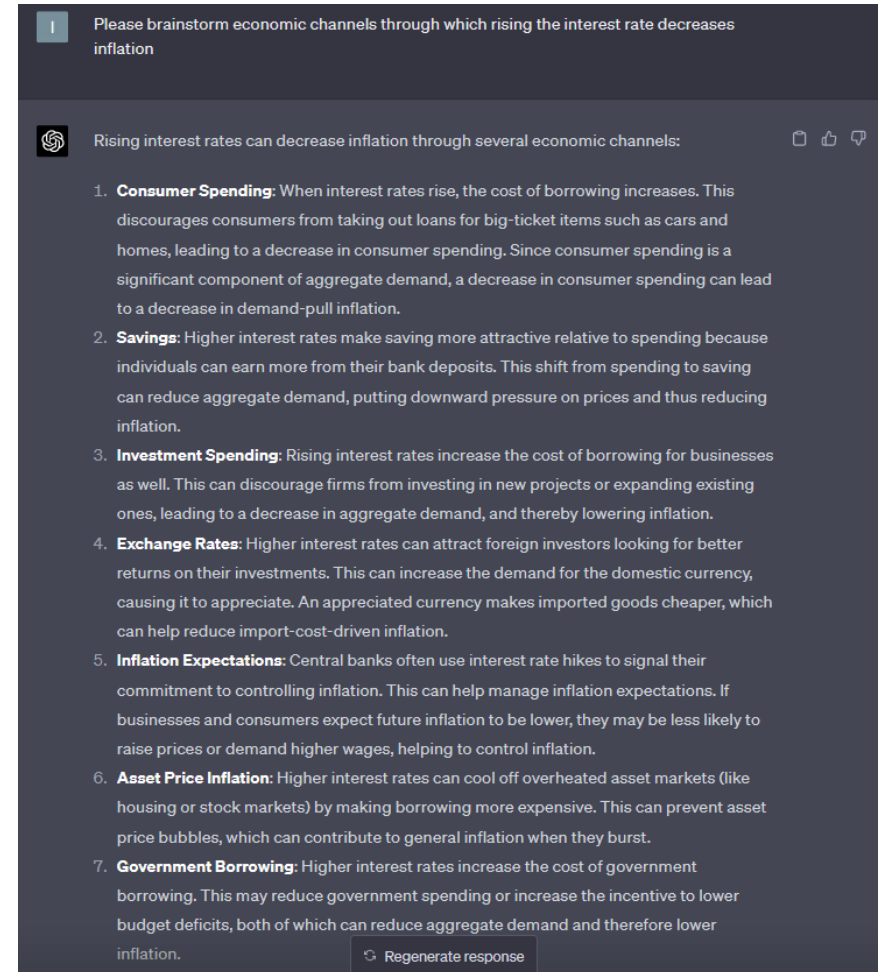 I
Please brainstorm economic channels through which rising the interest rate decreases
inflation
Rising interest rates can decrease inflation through several economic channels:
1. Consumer Spending: When interest rates rise, the cost of borrowing increases. This
discourages consumers from taking out loans for big-ticket items such as cars and
homes, leading to a decrease in consumer spending. Since consumer spending is a
significant component of aggregate demand, a decrease in consumer spending can lead
to a decrease in demand-pull inflation.
2. Savings: Higher interest rates make saving more attractive relative to spending because
individuals can earn more from their bank deposits. This shift from spending to saving
can reduce aggregate demand, putting downward pressure on prices and thus reducing
inflation.
3. Investment Spending: Rising interest rates increase the cost of borrowing for businesses
as well. This can discourage firms from investing in new projects or expanding existing
ones, leading to a decrease in aggregate demand, and thereby lowering inflation.
4. Exchange Rates: Higher interest rates can attract foreign investors looking for better
returns on their investments. This can increase the demand for the domestic currency,
causing it to appreciate. An appreciated currency makes imported goods cheaper, which
can help reduce import-cost-driven inflation.
5. Inflation Expectations: Central banks often use interest rate hikes to signal their
commitment to controlling inflation. This can help manage inflation expectations. If
businesses and consumers expect future inflation to be lower, they may be less likely to
raise prices or demand higher wages, helping to control inflation.
6. Asset Price Inflation: Higher interest rates can cool off overheated asset markets (like
housing or stock markets) by making borrowing more expensive. This can prevent asset
price bubbles, which can contribute to general inflation when they burst.
7. Government Borrowing: Higher interest rates increase the cost of government
borrowing. This may reduce government spending or increase the incentive to lower
budget deficits, both of which can reduce aggregate demand and therefore lower
inflation.
Regenerate response